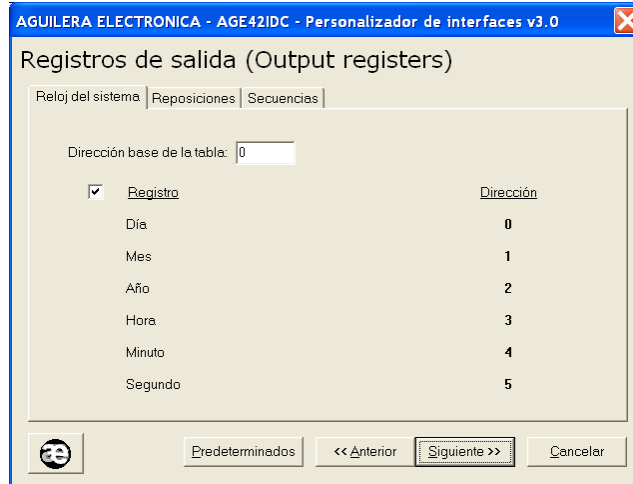 AGUILERA ELECTRONICA - AGE42IDC - Personalizador de interfaces v3.0
Registros de salida (Output registers)
Reloj del sistema Reposiciones Secuencias
Dirección base de la tabla: 0
Registro Dirección
Día 0
Mes 1
Año 2
Hora 3
Minuto 4
Segundo 5
æ Predeterminados << Anterior Siguiente >> Cancelar